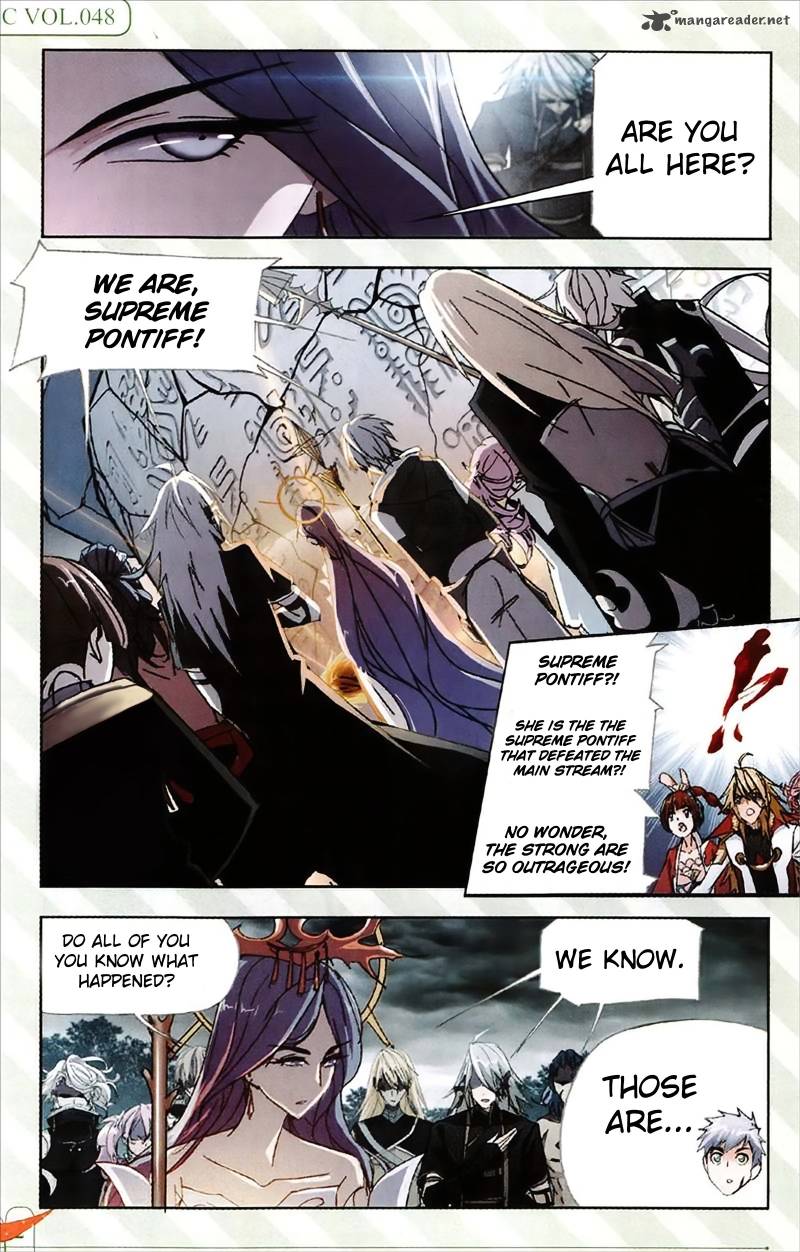 C VOL.048
mangareader.net
ARE YOU
ALL HERE?
WE ARE,
SUPREME
PONTIFF!
SUPREME
PONTIFF?!
SHE IS THE THE
SUPREME PONTIFF
THAT DEFEATED THE
MAIN STREAM?!
NO WONDER,
THE STRONG ARE
SO OUTRAGEOUS!
DO ALL OF YOU
YOU KNOW WHAT
HAPPENED?
WE KNOW.
THOSE
ARE...